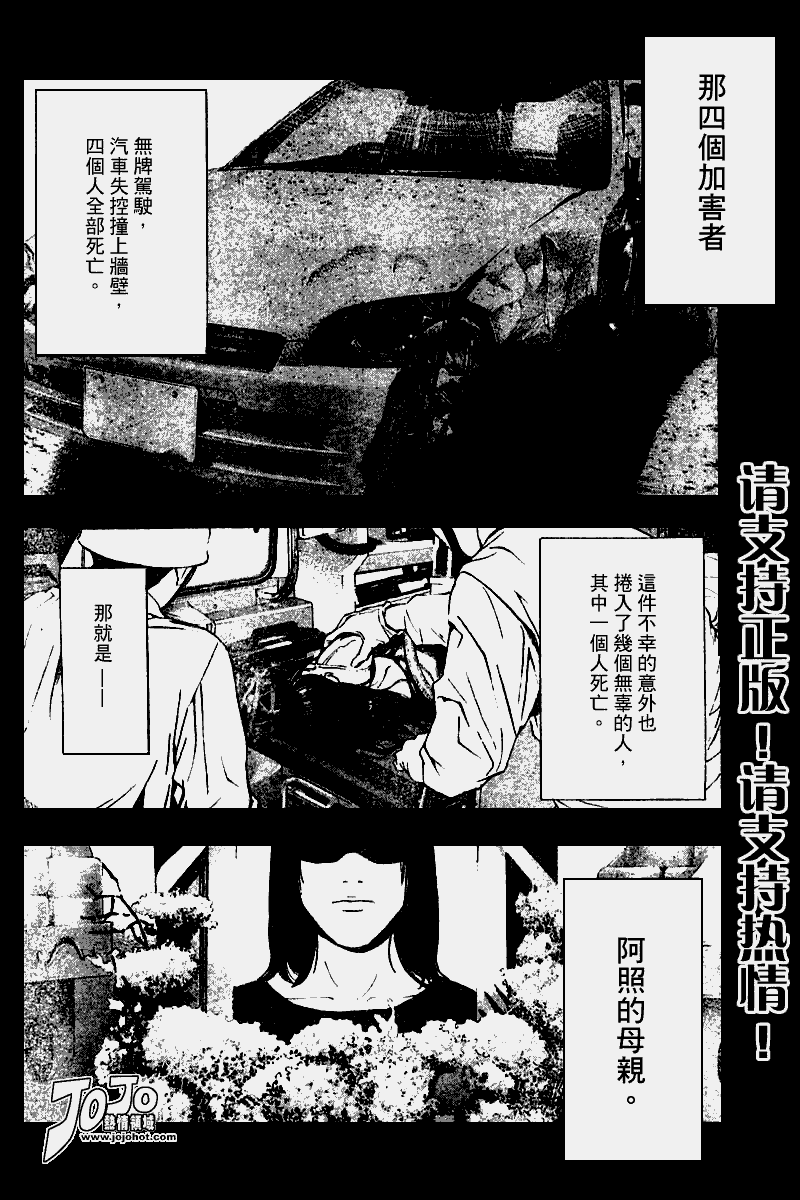 那四個加害者
無牌駕駛，
汽車失控撞上牆壁，
四個人全部死亡。
這件不幸的意外也
捲入了幾個無辜的人，
其中一個人死亡。
那就是——
阿照的母親。
请支持正版！请支持热情！
JOJO
熱情領域
www.jojohot.com